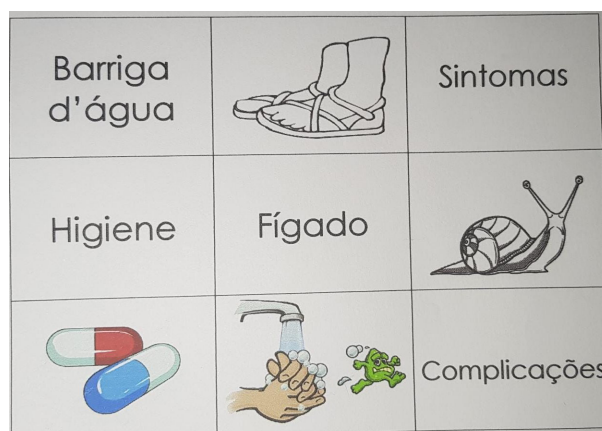 Barriga
d'água
Sintomas
Higiene
Fígado
Complicações